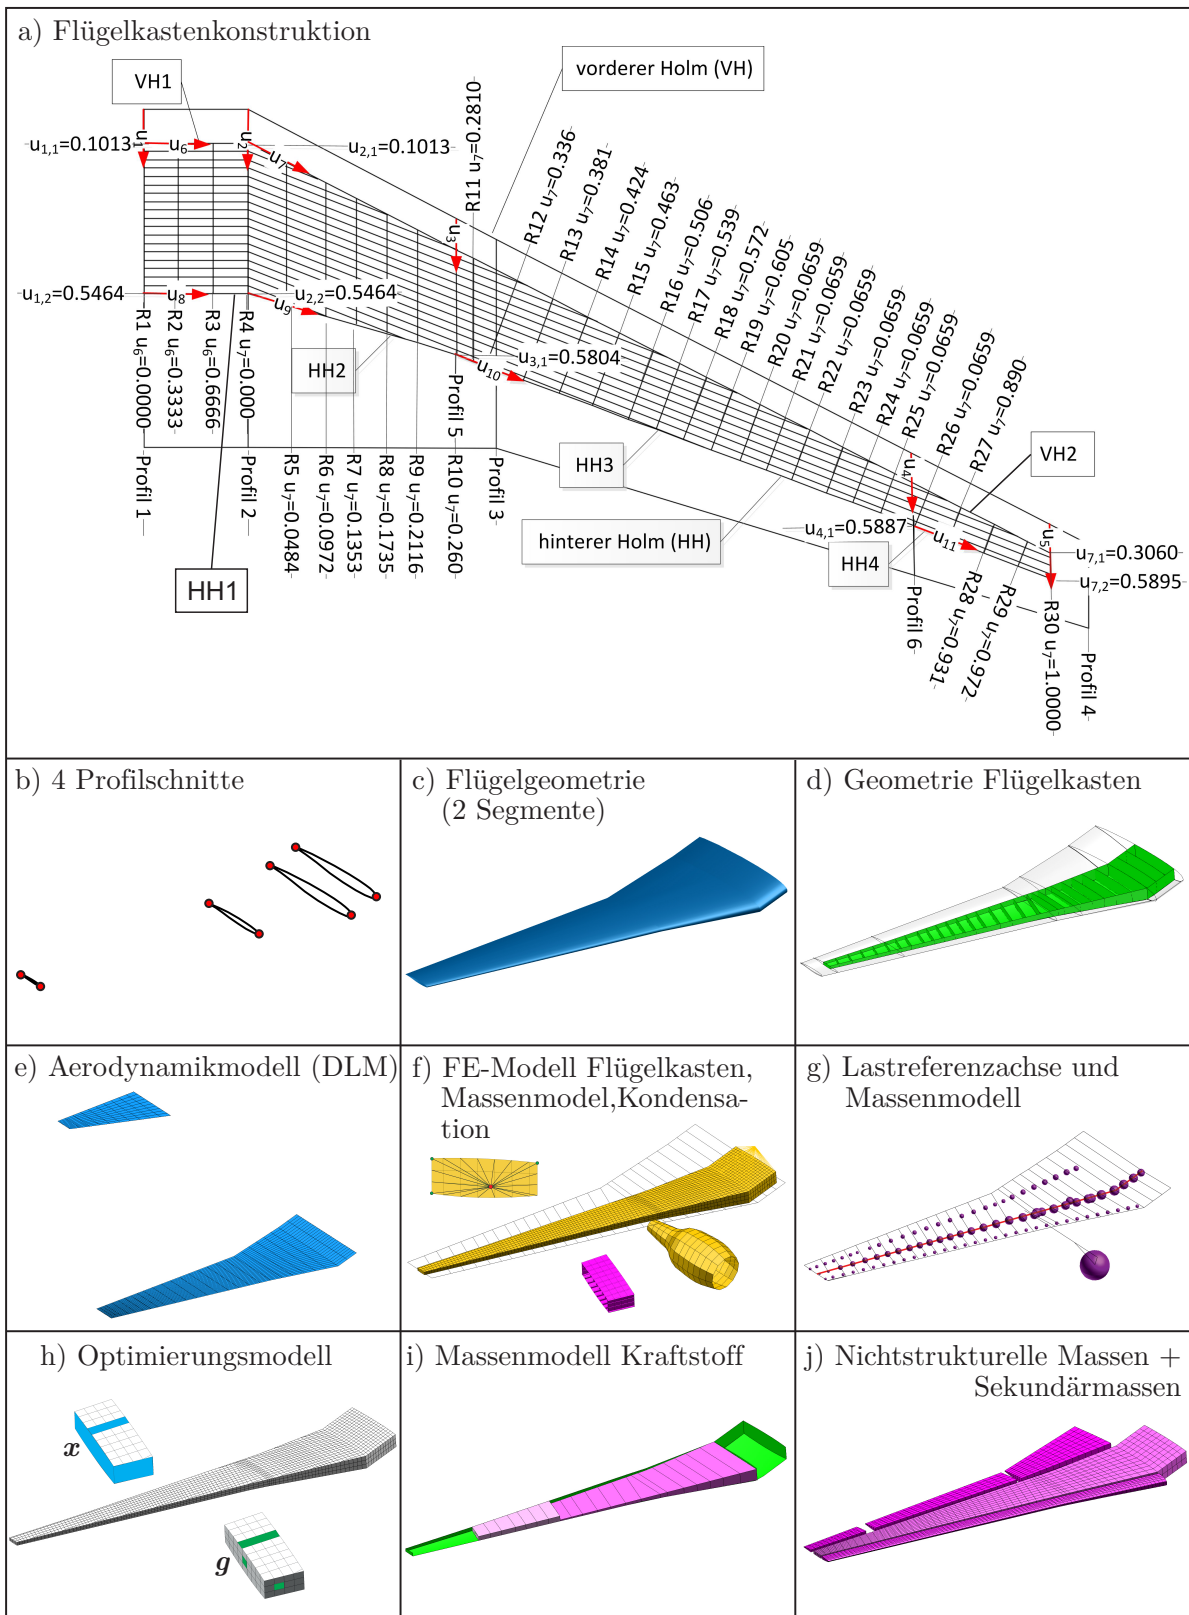 a) Flügelkastenkonstruktion
VH1
vorderer Holm (VH)
u1,1=0.1013
u1
u6
u2
u7
u2,1=0.1013
R11 u7=0.2810
u3
R12 u7=0.336
R13 u7=0.381
R14 u7=0.424
R15 u7=0.463
R16 u7=0.506
R17 u7=0.539
R18 u7=0.572
R19 u7=0.605
R20 u7=0.0659
R21 u7=0.0659
R22 u7=0.0659
R23 u7=0.0659
R24 u7=0.0659
R25 u7=0.0659
R26 u7=0.0659
R27 u7=0.890
u1,2=0.5464
u8
u9
u2,2=0.5464
u10
u3,1=0.5804
R1 u6=0.0000
R2 u6=0.3333
R3 u6=0.6666
R4 u7=0.000
HH2
Profil 5
HH3
VH2
u4
u5
Profil 1
Profil 2
R5 u7=0.0484
R6 u7=0.0972
R7 u7=0.1353
R8 u7=0.1735
R9 u7=0.2116
R10 u7=0.260
Profil 3
hinterer Holm (HH)
u4,1=0.5887
u11
HH4
u7,1=0.3060
u7,2=0.5895
HH1
Profil 6
R28 u7=0.931
R29 u7=0.972
R30 u7=1.0000
Profil 4
b) 4 Profilschnitte
c) Flügelgeometrie
(2 Segmente)
d) Geometrie Flügelkasten
e) Aerodynamikmodell (DLM)
f) FE-Modell Flügelkasten,
Massenmodel,Kondensa-
tion
g) Lastreferenzachse und
Massenmodell
h) Optimierungsmodell
x
g
i) Massenmodell Kraftstoff
j) Nichtstrukturelle Massen +
Sekundärmassen